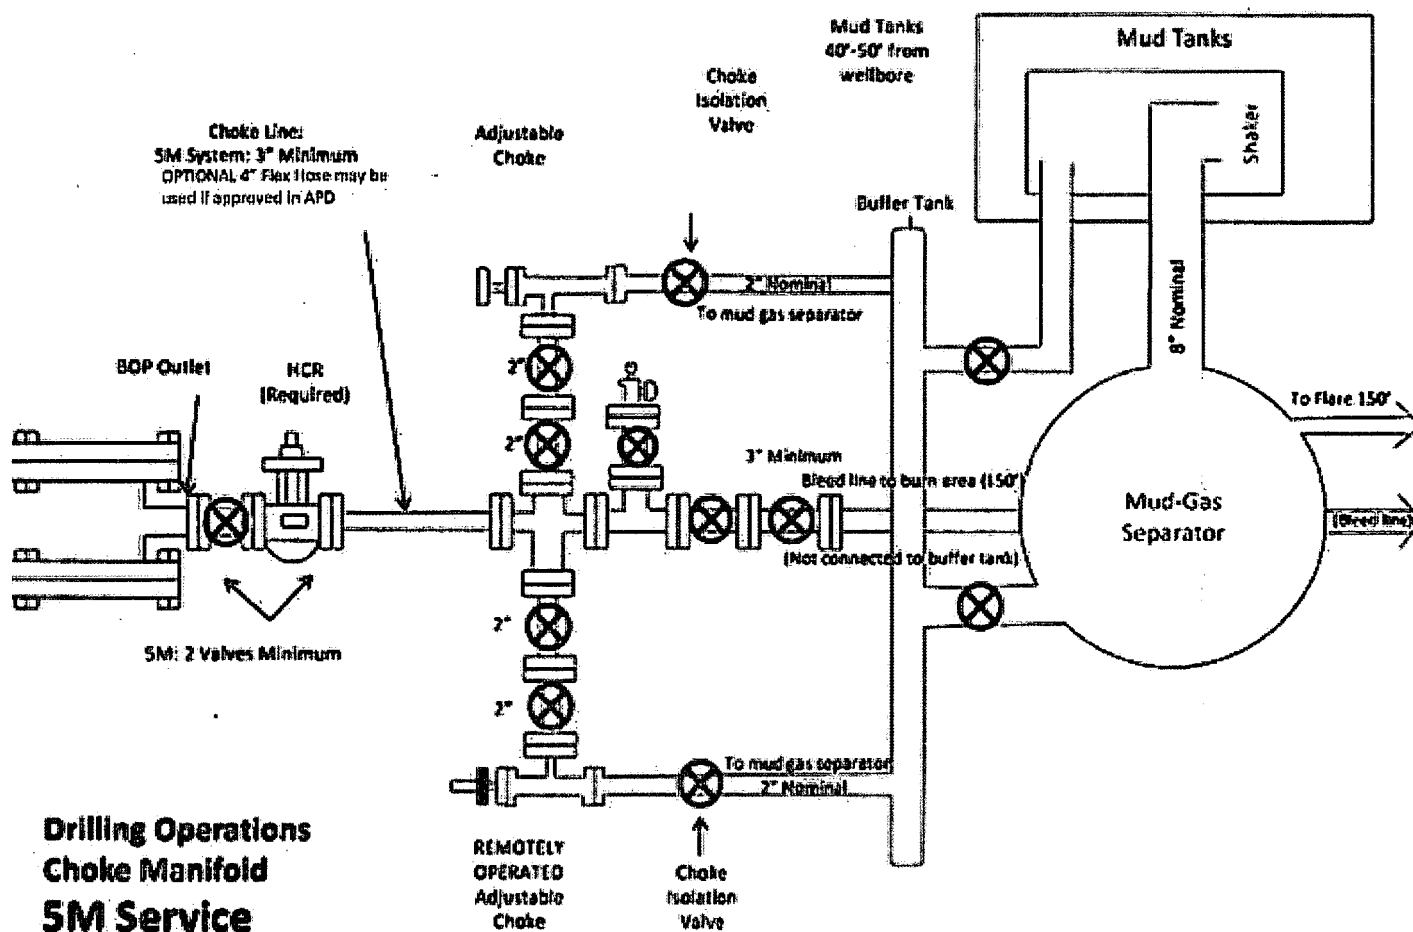 Mud Tanks
40'-50' from
wellbore
Mud Tanks
Shaker
Choke
Isolation
Valve
Choke Line:
5M System: 3" Minimum
OPTIONAL 4" Flex Hose may be
used if approved in APD
Adjustable
Choke
Buffer Tank
2" Nominal
To mud gas separator
8" Nominal
BOP Outlet
HCR
(Required)
2"
2"
To Flare 150'
3" Minimum
Bleed line to burn area (150'
Mud-Gas
Separator
(Bleed line)
(Not connected to buffer tank)
2"
5M: 2 Valves Minimum
2"
To mud gas separator
2" Nominal
Drilling Operations
Choke Manifold
5M Service
REMOTELY
OPERATED
Adjustable
Choke
Choke
Isolation
Valve